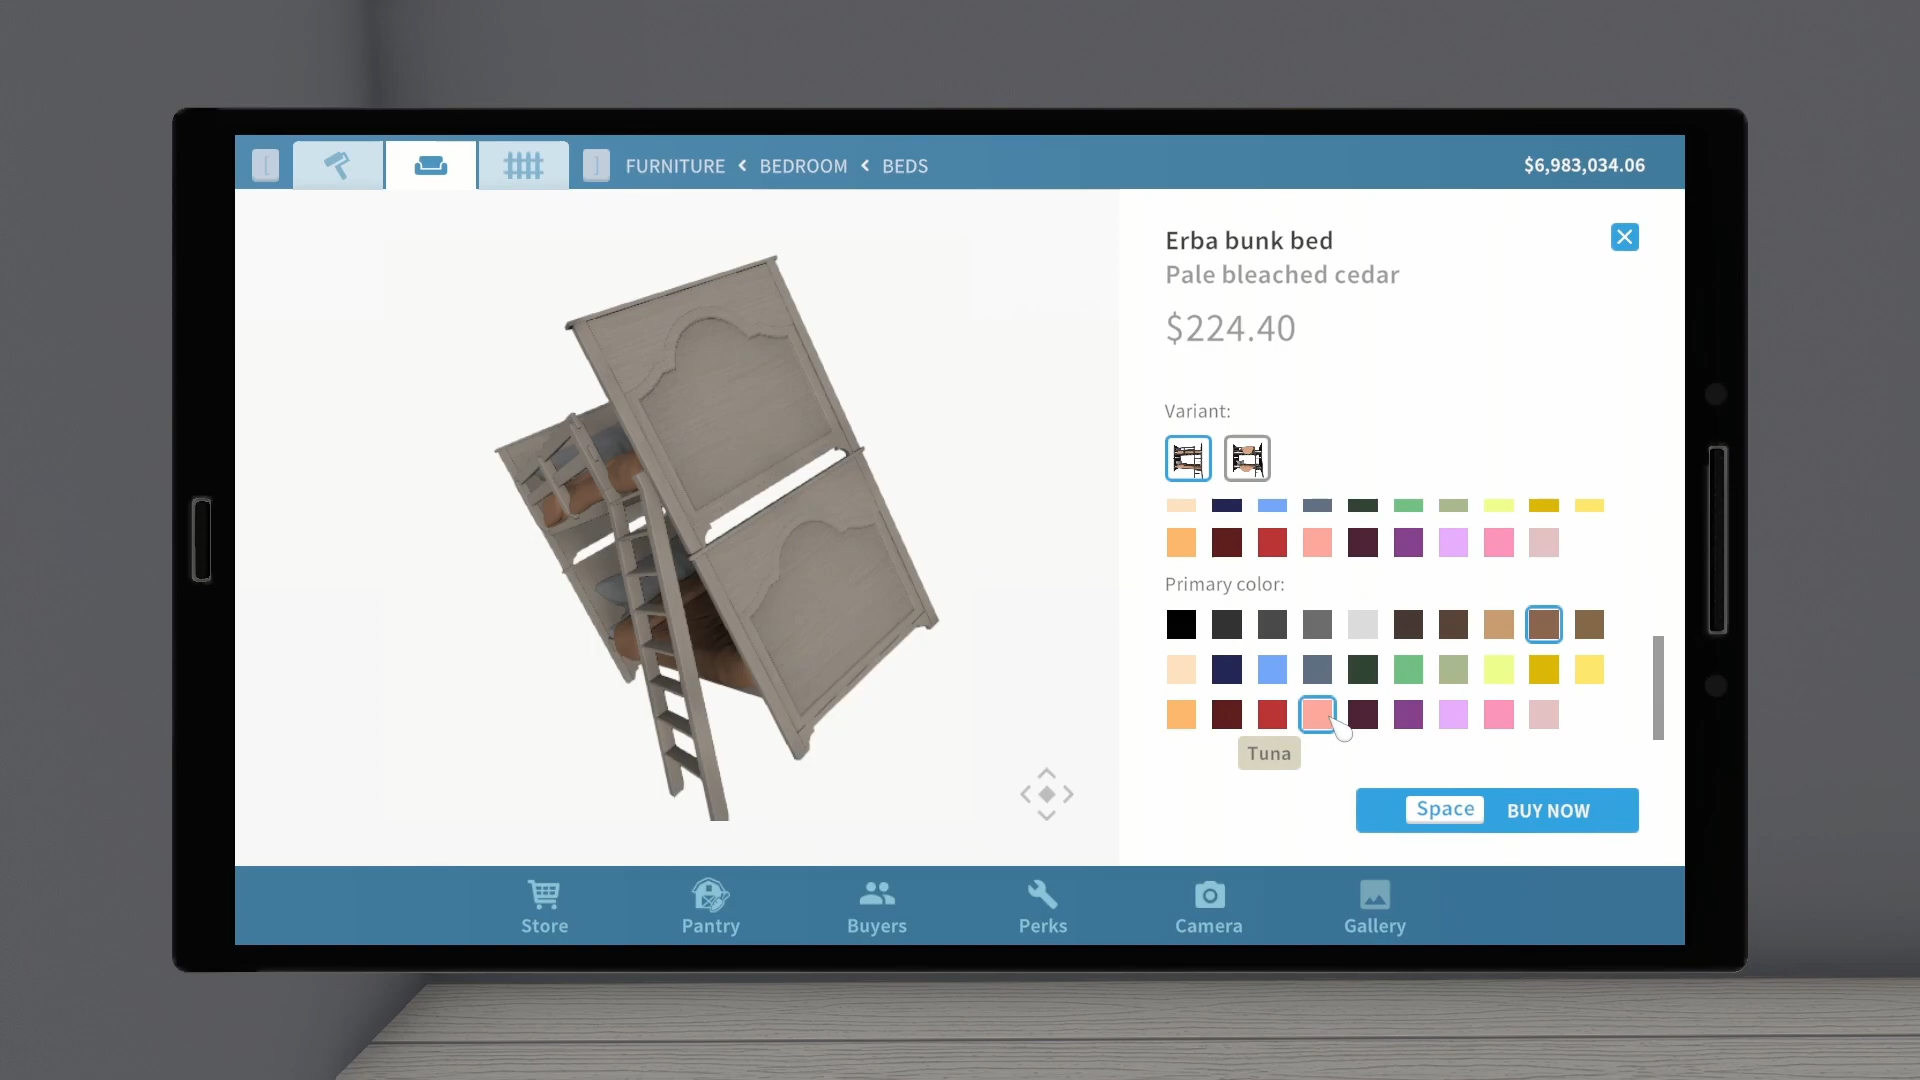 [ ] FURNITURE < BEDROOM < BEDS $6,983,034.06
Erba bunk bed
Pale bleached cedar
$224.40
Variant:
Primary color:
Tuna
Space BUY NOW
Store Pantry Buyers Perks Camera Gallery